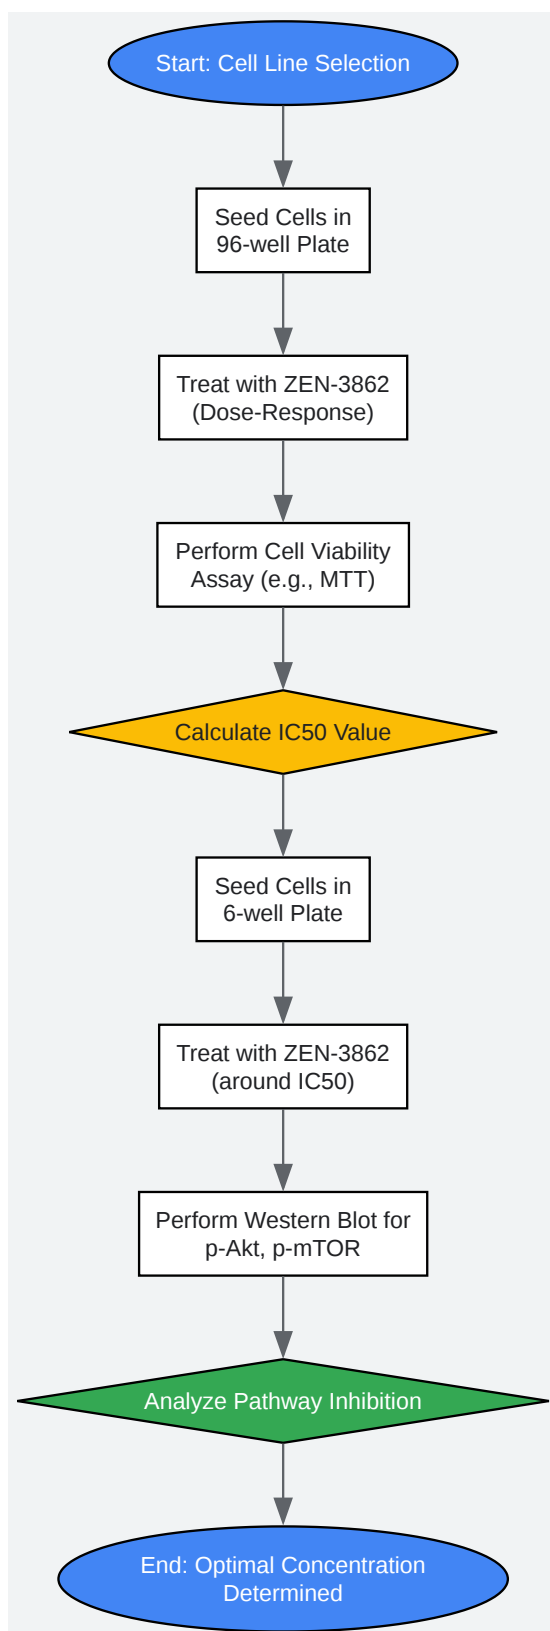 Start: Cell Line Selection
Seed Cells in
96-well Plate
Treat with ZEN-3862
(Dose-Response)
Perform Cell Viability
Assay (e.g., MTT)
Calculate IC50 Value
Seed Cells in
6-well Plate
Treat with ZEN-3862
(around IC50)
Perform Western Blot for
p-Akt, p-mTOR
Analyze Pathway Inhibition
End: Optimal Concentration
Determined